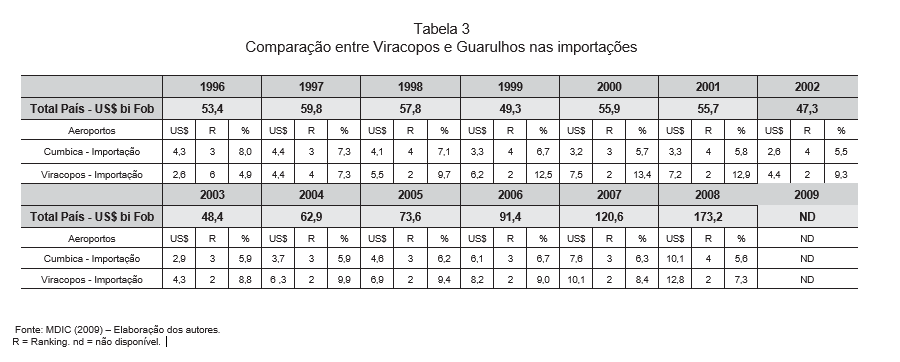 Tabela 3
Comparação entre Viracopos e Guarulhos nas importações
1996 1997 1998 1999 2000 2001 2002
Total País - US$ bi Fob 53,4 59,8 57,8 49,3 55,9 55,7 47,3
Aeroportos US$ R % US$ R % US$ R % US$ R % US$ R % US$ R % US$ R %
Cumbica - Importação 4,3 3 8,0 4,4 3 7,3 4,1 4 7,1 3,3 4 6,7 3,2 3 5,7 3,3 4 5,8 2,6 4 5,5
Viracopos - Importação 2,6 6 4,9 4,4 4 7,3 5,5 2 9,7 6,2 2 12,5 7,5 2 13,4 7,2 2 12,9 4,4 2 9,3
2003 2004 2005 2006 2007 2008 2009
Total País - US$ bi Fob 48,4 62,9 73,6 91,4 120,6 173,2 ND
Aeroportos US$ R % US$ R % US$ R % US$ R % US$ R % US$ R % ND
Cumbica - Importação 2,9 3 5,9 3,7 3 5,9 4,6 3 6,2 6,1 3 6,7 7,6 3 6,3 10,1 4 5,6 ND
Viracopos - Importação 4,3 2 8,8 6 ,3 2 9,9 6,9 2 9,4 8,2 2 9,0 10,1 2 8,4 12,8 2 7,3 ND
Fonte: MDIC (2009) – Elaboração dos autores.
R = Ranking. nd = não disponível.